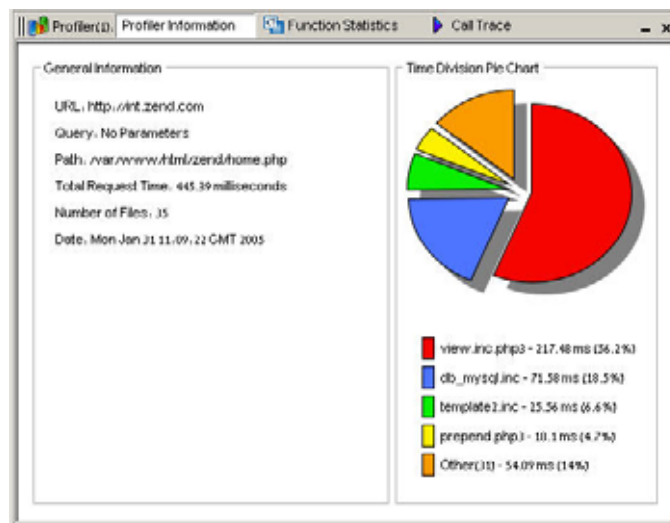 Profiler(1). Profiler Information Function Statistics Call Trace
General Information
URL: http://int.zend.com
Query: No Parameters
Path: /var/www/html/zend/home.php
Total Request Time: 445.39 milliseconds
Number of Files: 35
Date: Mon Jan 31 11:09:22 GMT 2005
Time Division Pie Chart
view.inc.php3 - 217.48 ms (56.2%)
db_mysql.inc - 71.58 ms (18.5%)
template2.inc - 25.56 ms (6.6%)
prepend.php3 - 18.1 ms (4.7%)
Other(31) - 54.09 ms (14%)